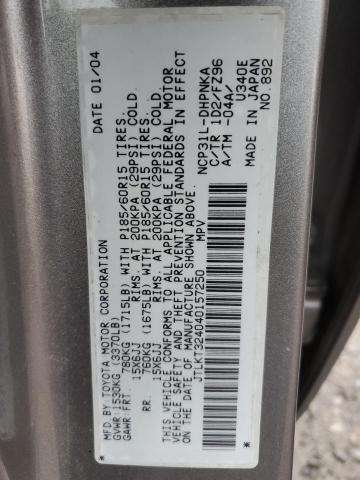 MFD.BY:TOYOTA MOTOR CORPORATION DATE 01/04
GVWR:1530KG (3370LB)
GAWR:FRT. 780KG (1715LB) WITH P185/60R15 TIRES.
15X6JJ RIMS. AT 200KPA (29PSI) COLD.
RR. 760KG (1675LB) WITH P185/60R15 TIRES.
15X6JJ RIMS. AT 200KPA (29PSI) COLD.
THIS VEHICLE CONFORMS TO ALL APPLICABLE FEDERAL MOTOR
VEHICLE SAFETY AND THEFT PREVENTION STANDARDS IN EFFECT
ON THE DATE OF MANUFACTURE SHOWN ABOVE.
* JTLKT324040157250 * MPV
NCP31L-DHPNKA
C/TR 1D2/FZ96
A/TM -04A/ U340E
MADE IN JAPAN
NO.892